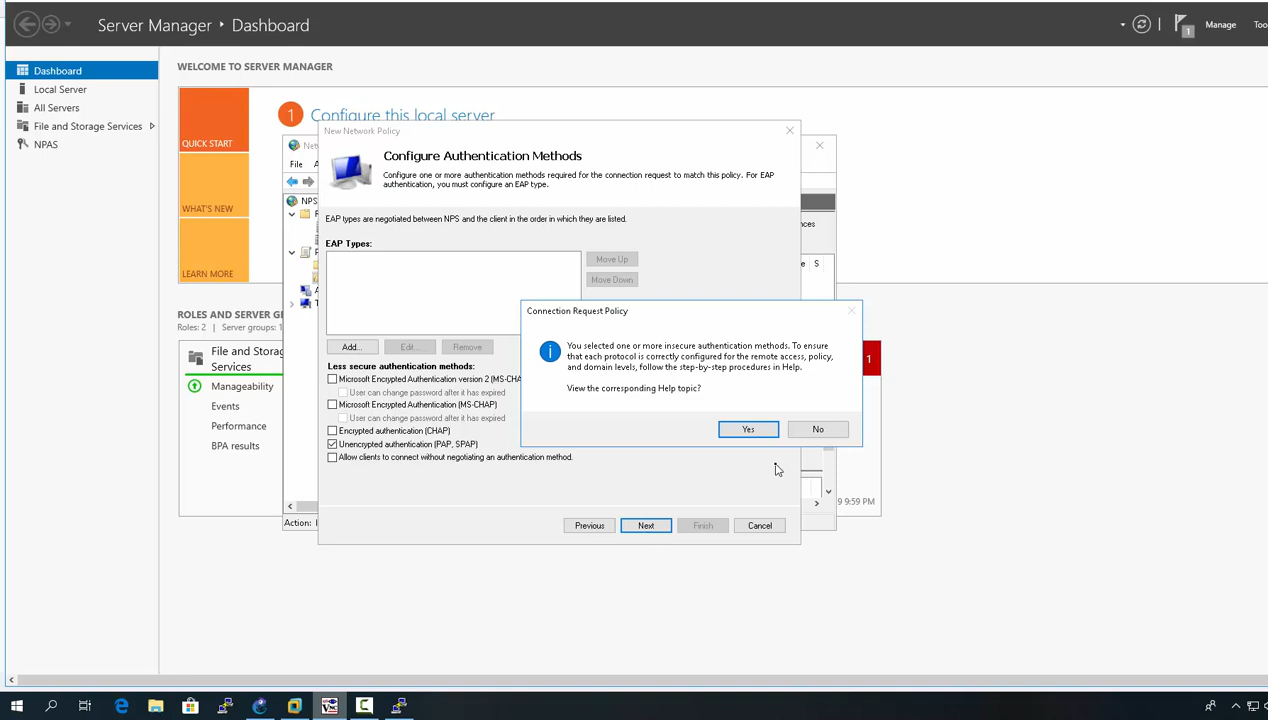 Server Manager ‣ Dashboard
1
Manage
Dashboard
Local Server
All Servers
File and Storage Services
NPAS
WELCOME TO SERVER MANAGER
QUICK START
WHAT'S NEW
LEARN MORE
1 Configure this local server
ROLES AND SERVER
Roles: 2 | Server groups: 1
File and
Services
Manageability
Events
Performance
BPA results
1
9:59 PM
File
NPS
Action:
S
New Network Policy
Configure Authentication Methods
Configure one or more authentication methods required for the connection request to match this policy. For EAP
authentication, you must configure an EAP type.
EAP types are negotiated between NPS and the client in the order in which they are listed.
EAP Types:
Move Up
Move Down
Add...
Edit...
Remove
Less secure authentication methods:
Microsoft Encrypted Authentication version 2
User can change password after it has expired
Microsoft Encrypted Authentication (MS-CHAP)
User can change password after it has expired
Encrypted authentication (CHAP)
Unencrypted authentication (PAP, SPAP)
Allow clients to connect without negotiating an authentication method.
Previous
Next
Finish
Cancel
Connection Request Policy
You selected one or more insecure authentication methods. To ensure
that each protocol is correctly configured for the remote access, policy,
and domain levels, follow the step-by-step procedures in Help.
View the corresponding Help topic?
Yes
No